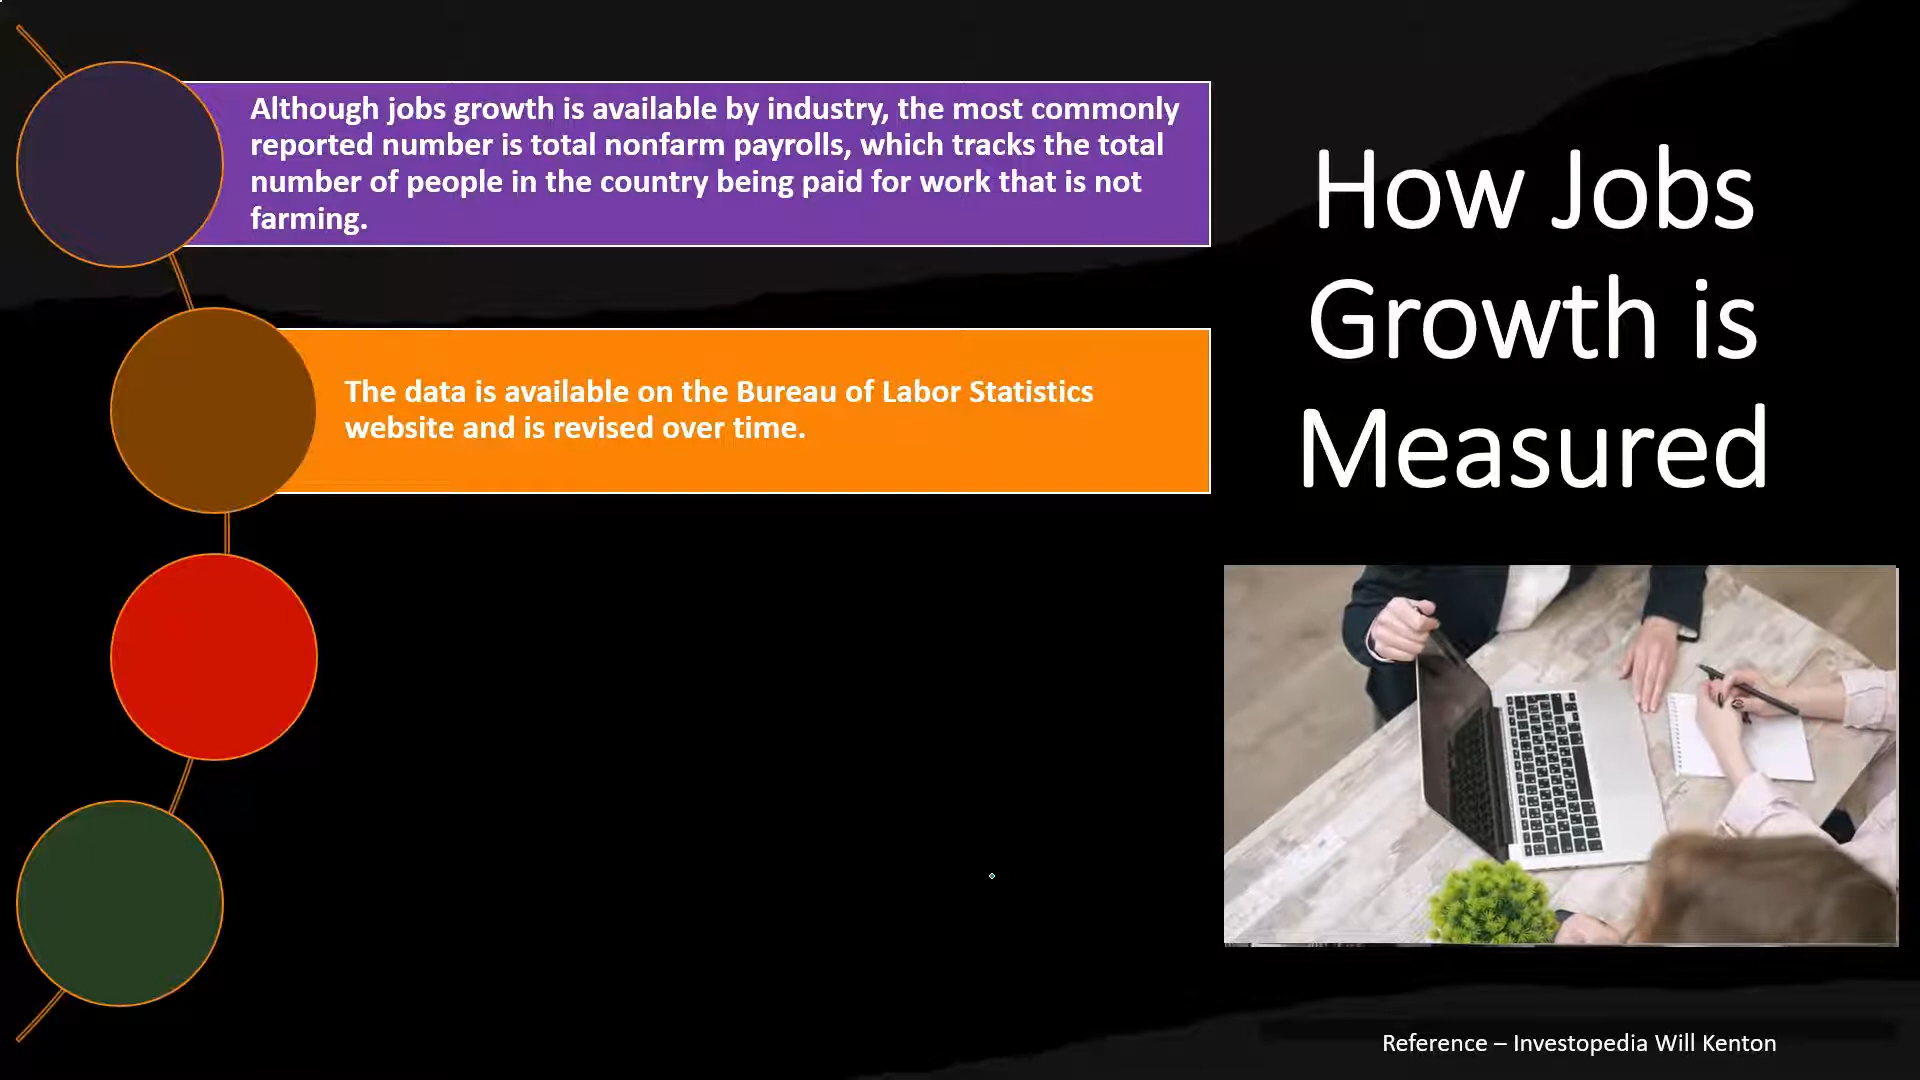 Although jobs growth is available by industry, the most commonly
reported number is total nonfarm payrolls, which tracks the total
number of people in the country being paid for work that is not
farming.
The data is available on the Bureau of Labor Statistics
website and is revised over time.
How Jobs
Growth is
Measured
Reference – Investopedia Will Kenton